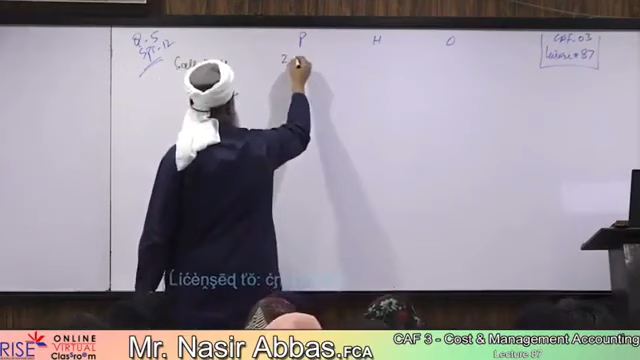 Q.5
P H O
CAF.03
Spr-12
Lecture # 87
2
Licensed to:
RISE ONLINE VIRTUAL Classroom
Mr. Nasir Abbas.FCA
CAF 3 - Cost & Management Accounting
Lecture 87